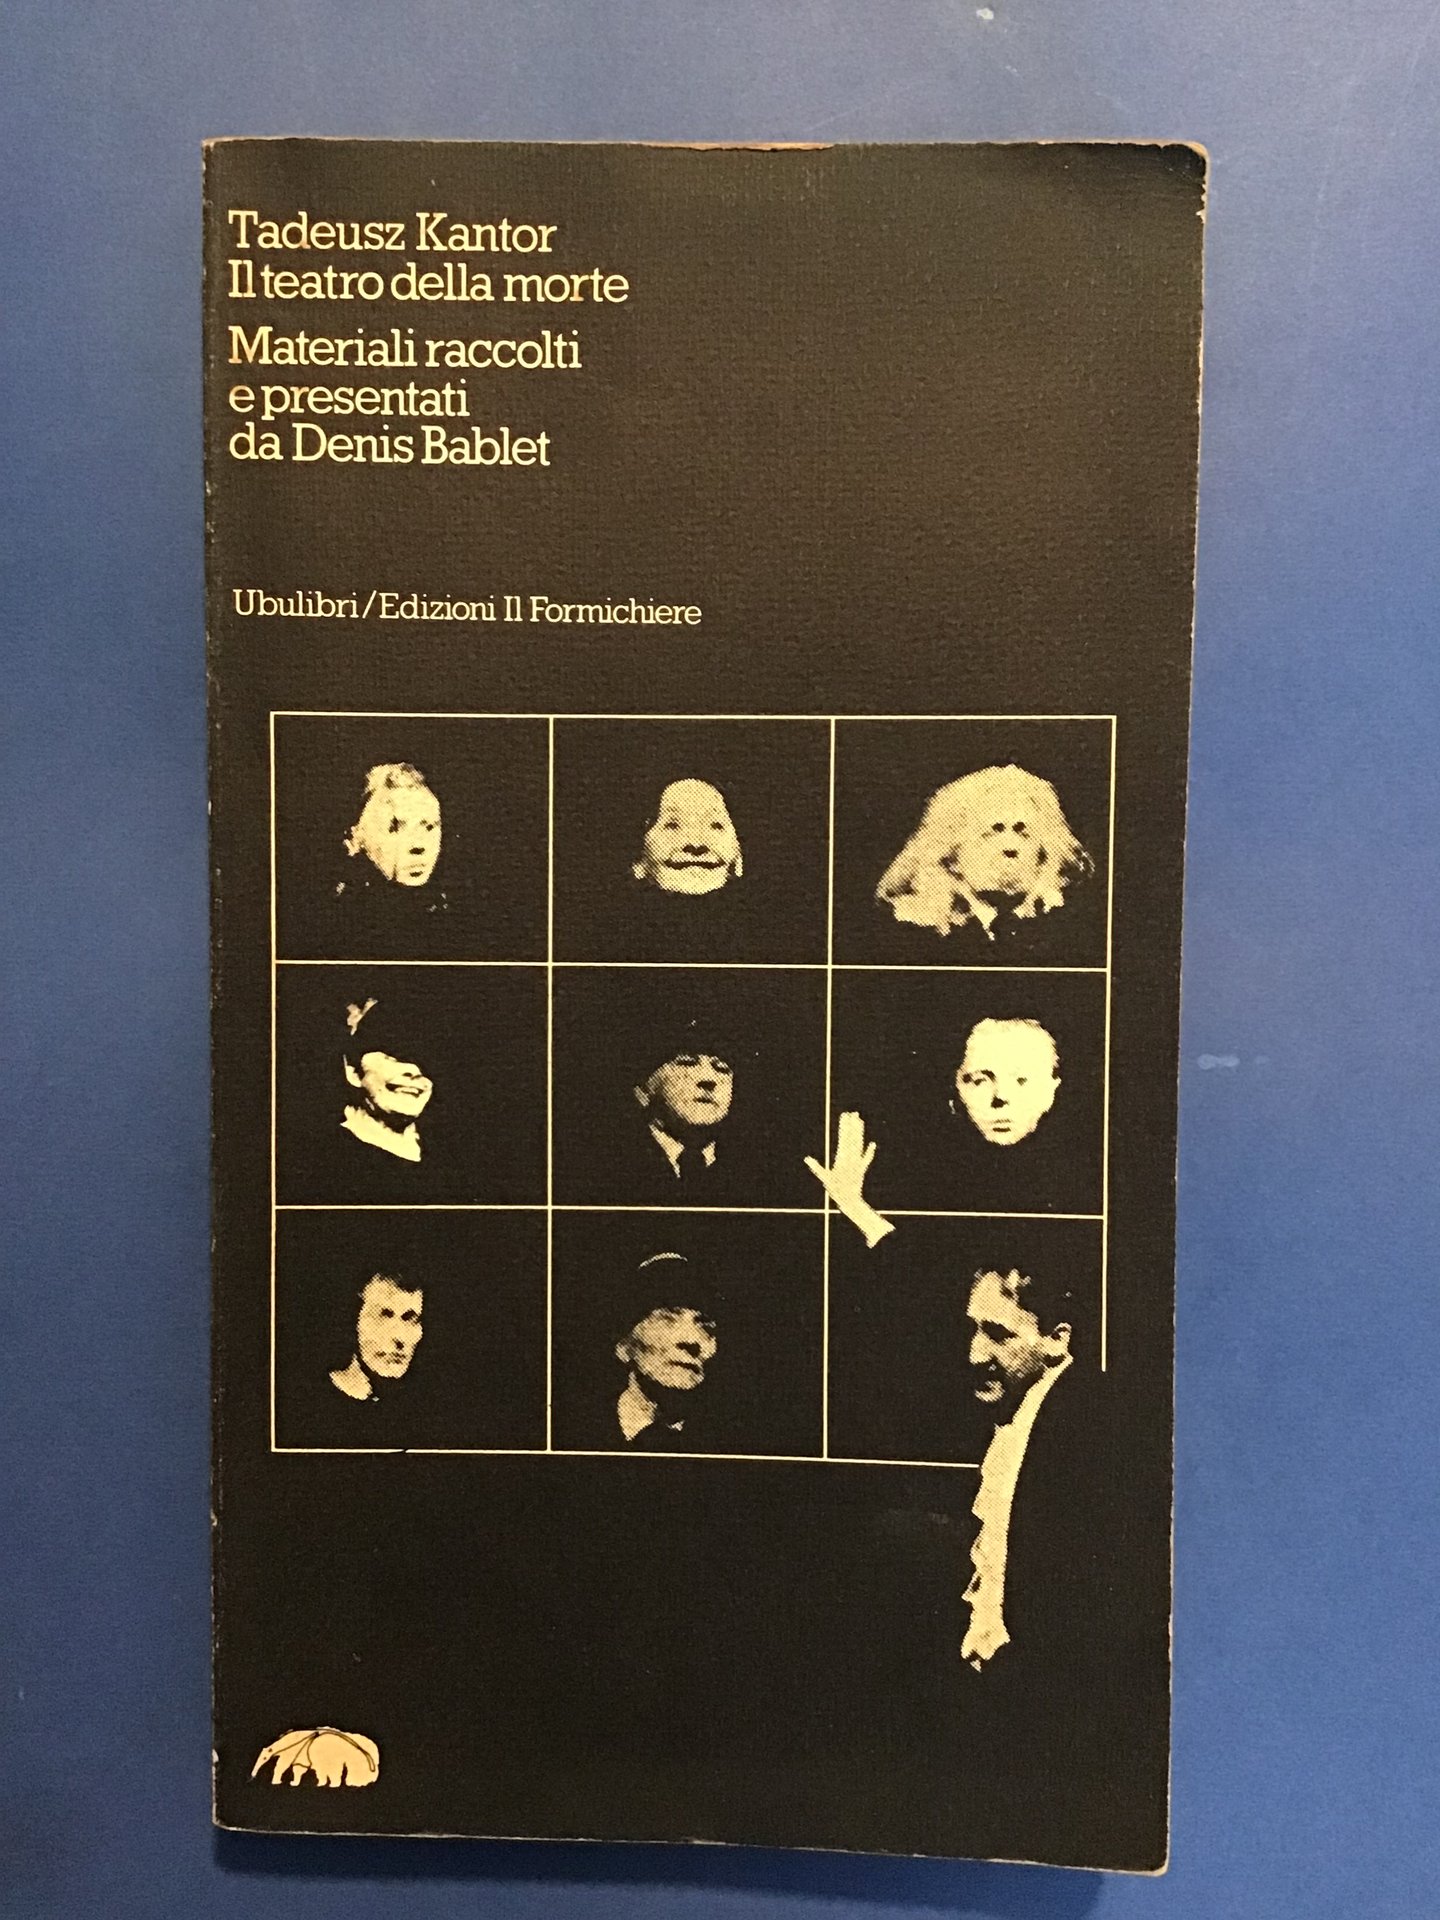 Tadeusz Kantor
Il teatro della morte
Materiali raccolti
e presentati
da Denis Bablet
Ubulibri/Edizioni Il Formichiere